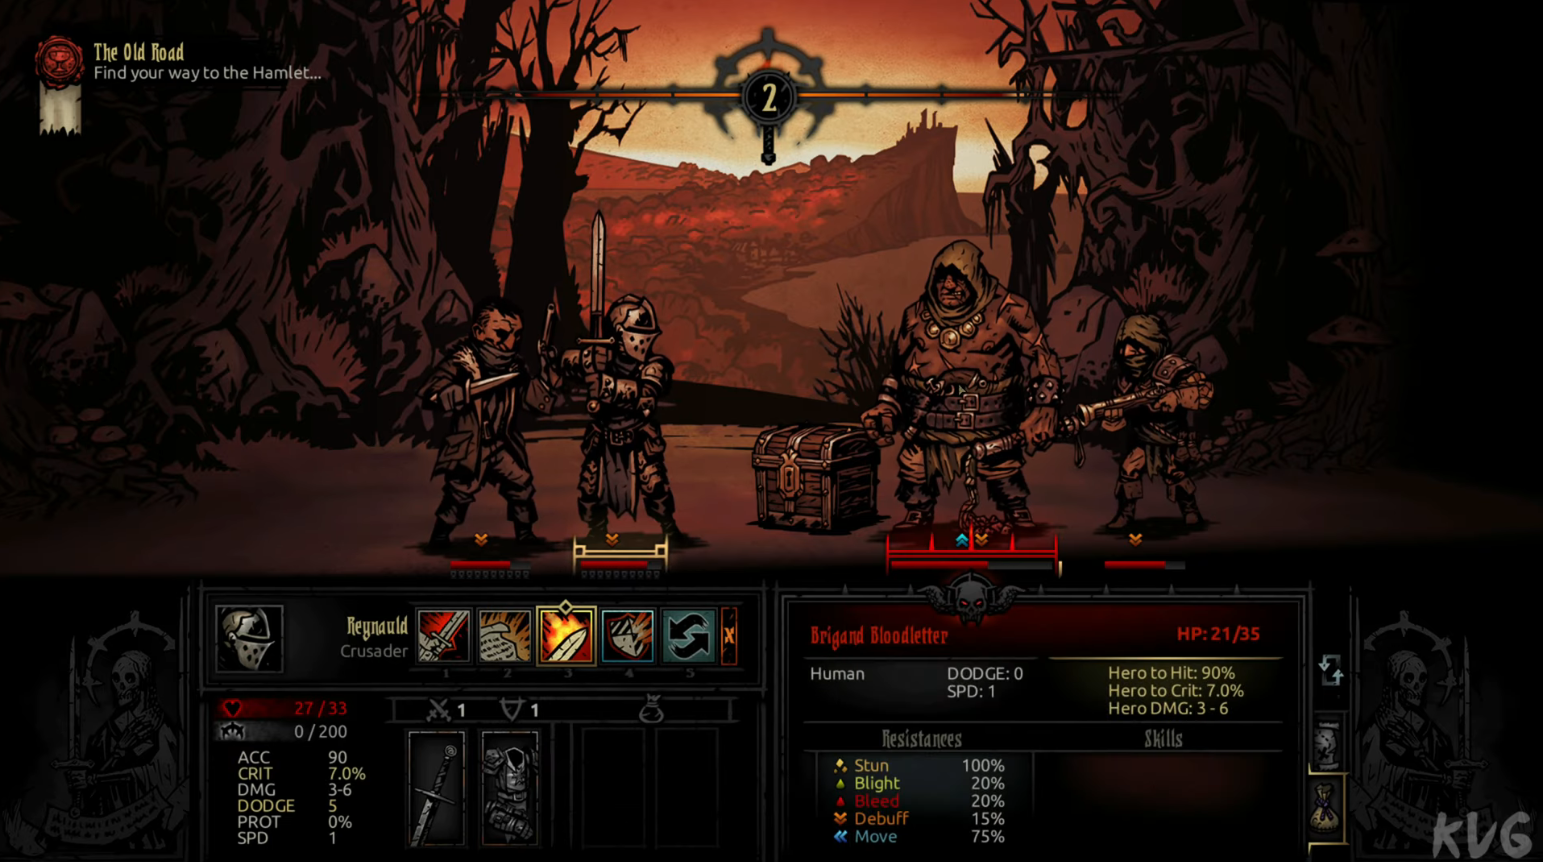 The Old Road
Find your way to the Hamlet...
2
Reynauld
Crusader
1 2 3 4 5
X
27 / 33
0 / 200
1 1
ACC 90
CRIT 7.0%
DMG 3-6
DODGE 5
PROT 0%
SPD 1
Brigand Bloodletter
HP: 21/35
Human
DODGE: 0
SPD: 1
Hero to Hit: 90%
Hero to Crit: 7.0%
Hero DMG: 3 - 6
Resistances
Skills
Stun 100%
Blight 20%
Bleed 20%
Debuff 15%
Move 75%
KVG